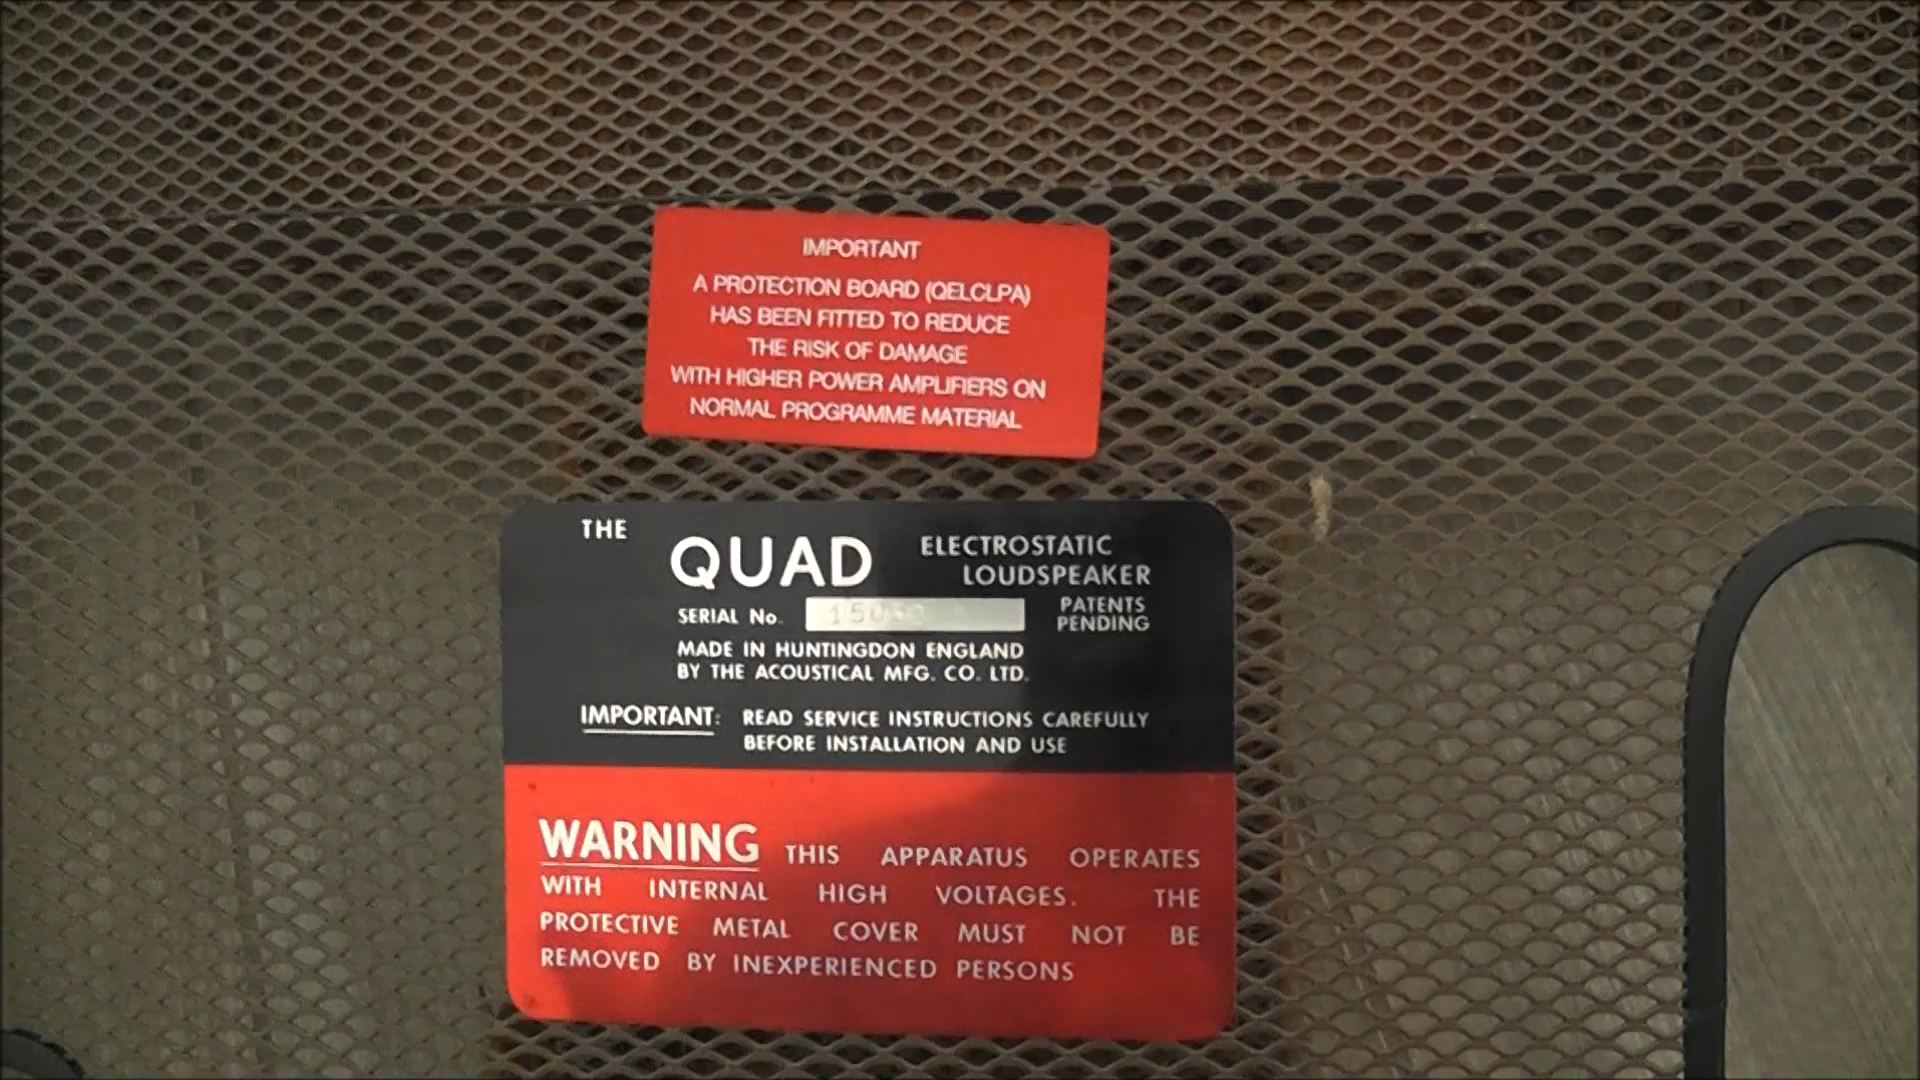 IMPORTANT
A PROTECTION BOARD (QELCLPA)
HAS BEEN FITTED TO REDUCE
THE RISK OF DAMAGE
WITH HIGHER POWER AMPLIFIERS ON
NORMAL PROGRAMME MATERIAL
THE
QUAD
ELECTROSTATIC
LOUDSPEAKER
SERIAL No.
PATENTS
PENDING
MADE IN HUNTINGDON ENGLAND
BY THE ACOUSTICAL MFG. CO. LTD.
IMPORTANT: READ SERVICE INSTRUCTIONS CAREFULLY
BEFORE INSTALLATION AND USE
WARNING THIS APPARATUS OPERATES
WITH INTERNAL HIGH VOLTAGES. THE
PROTECTIVE METAL COVER MUST NOT BE
REMOVED BY INEXPERIENCED PERSONS